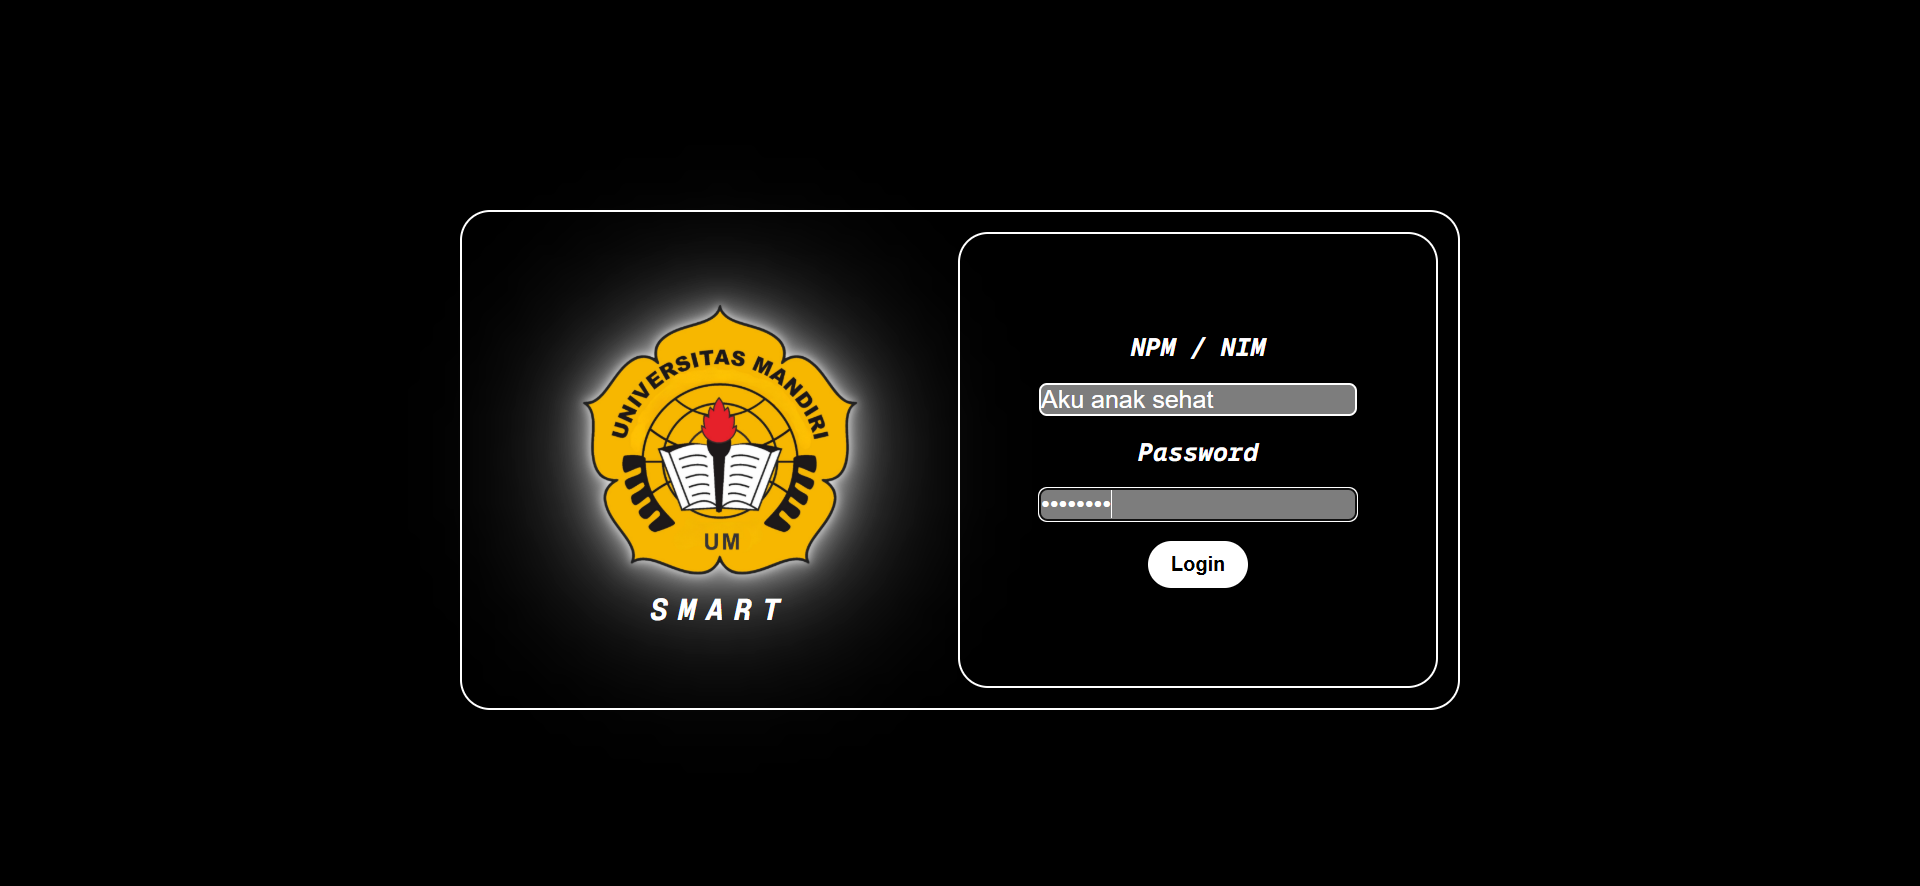 UNIVERSITAS MANDIRI
UM
SMART
NPM / NIM
Aku anak sehat
Password
••••••••
Login